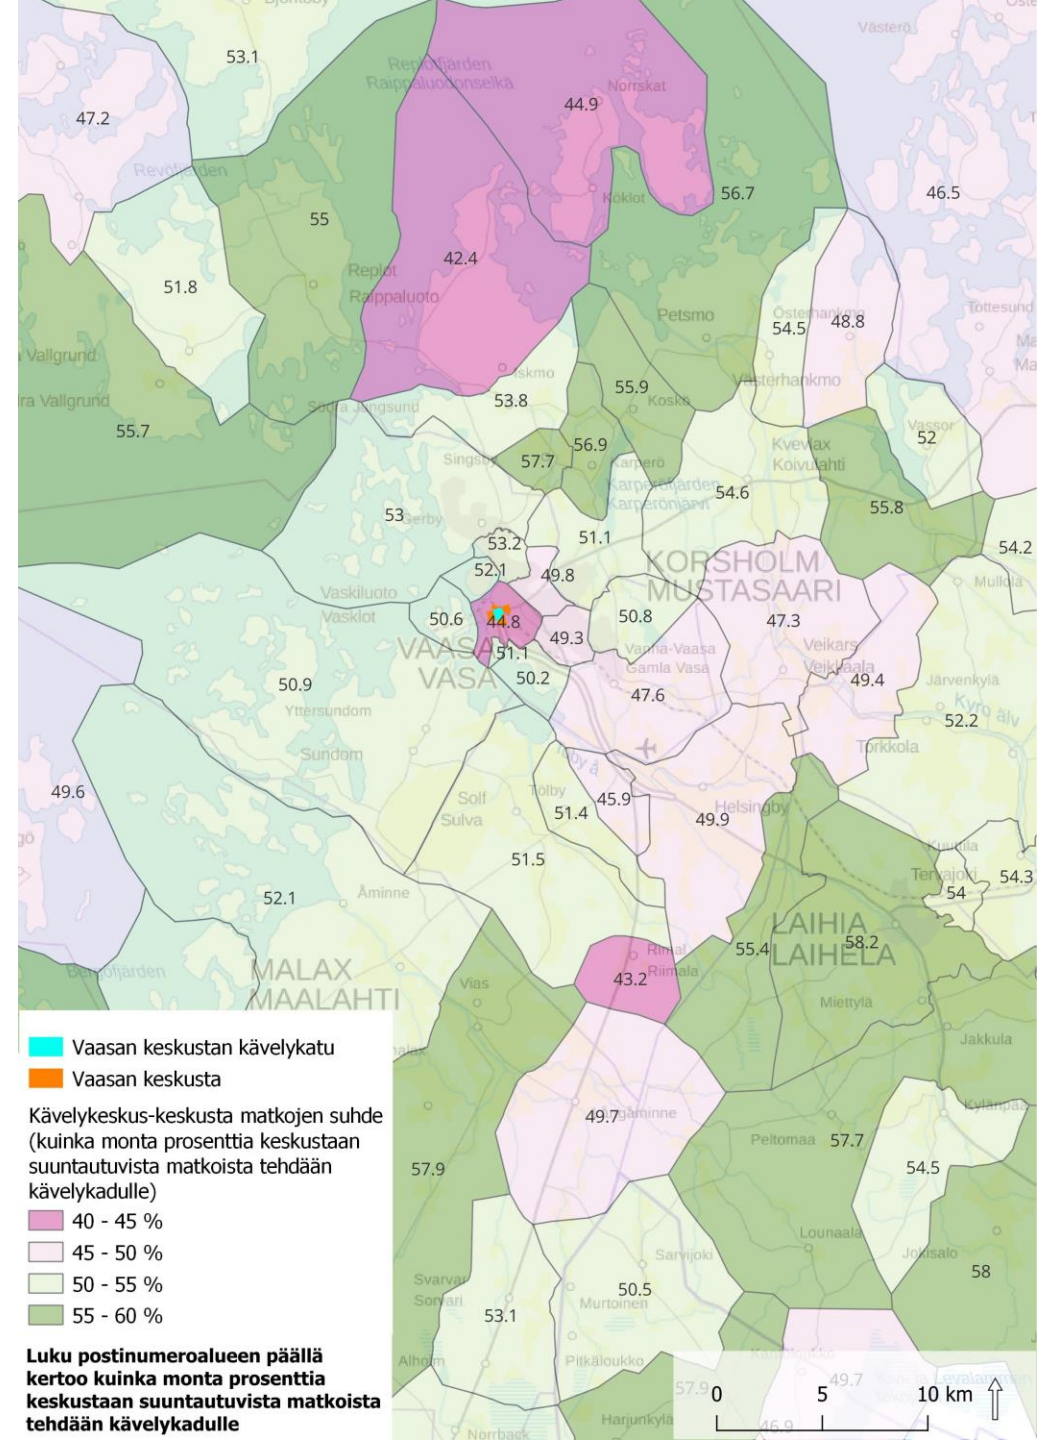 Björköby
53.1
Västerö
47.2
Replotfjärden
Raippaluodonselkä
Norrskat
44.9
Revöfjärden
Köklot
56.7
46.5
55
42.4
51.8
Replot
Raippaluoto
Petsmo
Österhankmo
54.5
48.8
Tottesund
Vallgrund
Iskmo
Västerhankmo
53.8
55.9
Koskö
Södra Jungsund
ra Vallgrund
55.7
56.9
Vassor
52
Singsby
57.7
Karperö
Kvevlax
Koivulahti
Karperöfjärden
Karperönjärvi
54.6
53
Gerby
55.8
53.2
51.1
54.2
52.1
49.8
KORSHOLM
MUSTASAARI
Mullola
Vaskiluoto
Vasklot
50.6
44.8
50.8
47.3
49.3
VAASA
VASA
51.1
Vanha-Vaasa
Gamla Vasa
Veikars
Veikkaala
50.2
49.4
50.9
47.6
Järvenkylä
Yttersundom
Kyro älv
52.2
Sundom
Toby å
Torkkola
49.6
Solf
Sulva
Tölby
51.4
45.9
Helsingby
49.9
51.5
Kuuttila
Tervajoki
54
54.3
52.1
Åminne
LAIHIA
LAIHELA
55.4
58.2
Bergöfjärden
MALAX
MAALAHTI
Rimal
Riimala
43.2
Vias
Miettylä
Jakkula
Vaasan keskustan kävelykatu
Vaasan keskusta
Kävelykeskus-keskusta matkojen suhde
(kuinka monta prosenttia keskustaan
suuntautuvista matkoista tehdään
kävelykadulle)
40 - 45 %
45 - 50 %
50 - 55 %
55 - 60 %
Luku postinumeroalueen päällä
kertoo kuinka monta prosenttia
keskustaan suuntautuvista matkoista
tehdään kävelykadulle
49.7
Kylänpää
Peltomaa
57.7
57.9
54.5
Lounaala
Jokisalo
58
Sarvijoki
Svarvar
Sorvari
50.5
Murtoinen
53.1
Alholm
Pitkäloukko
57.9
49.7
Harjunkylä
46.9
Norrback
0 5 10 km